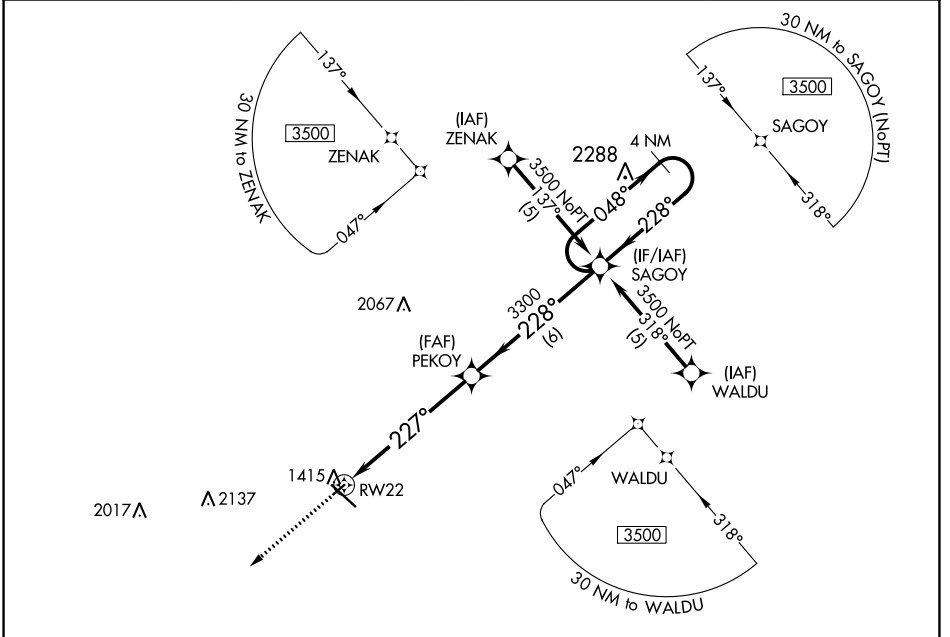 137°
30 NM to ZENAK
3500
ZENAK
047°
(IAF)
ZENAK
3500 NoPT
137°
(5)
2288
4 NM
048°
228°
(IF/IAF)
SAGOY
30 NM to SAGOY (NoPT)
137°
3500
SAGOY
318°
2067
3300
228°
(6)
3500 NoPT
318°
(5)
(FAF)
PEKOY
(IAF)
WALDU
227°
1415
RW22
2017
2137
047°
WALDU
318°
3500
30 NM to WALDU